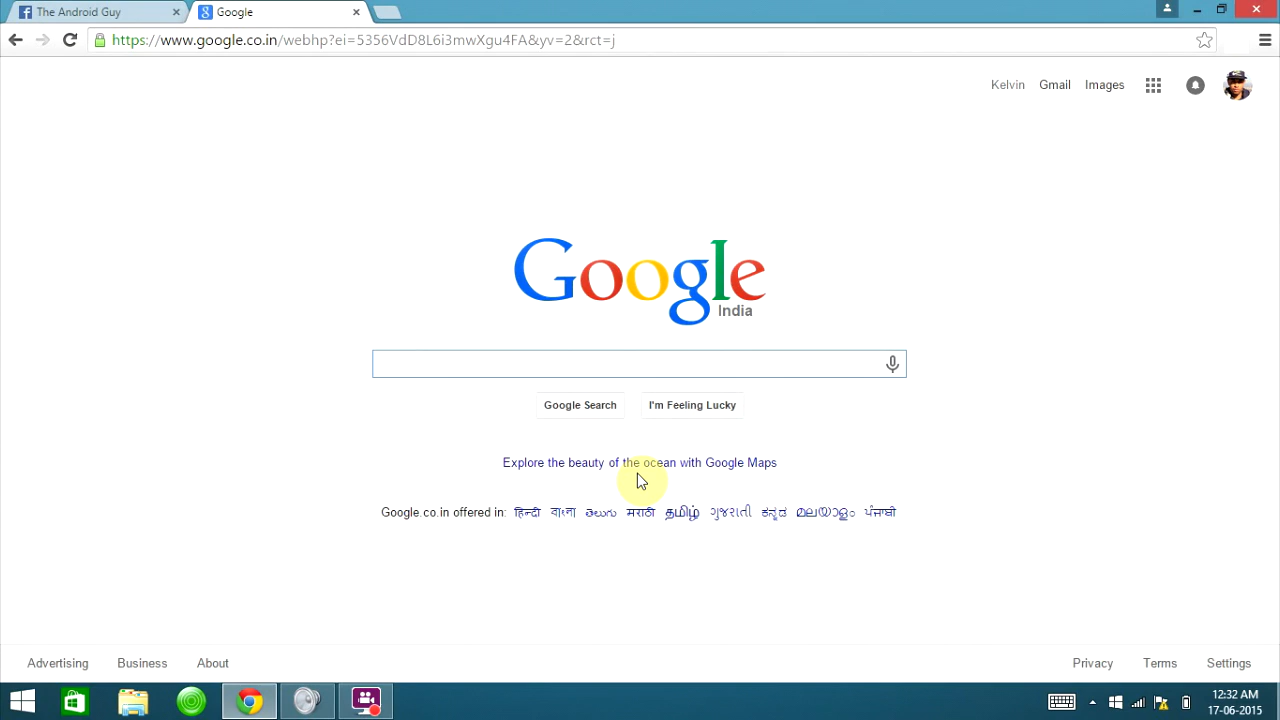 The Android Guy
Google
https://www.google.co.in/webhp?ei=5356VdD8L6i3mwXgu4FA&yv=2&rct=j
Kelvin Gmail Images
Google
India
Google Search I'm Feeling Lucky
Explore the beauty of the ocean with Google Maps
Google.co.in offered in: हिन्दी বাংলা తెలుగు मराठी தமிழ் ગુજરાતી ಕನ್ನಡ മലയാളം ਪੰਜਾਬੀ
Advertising Business About
Privacy Terms Settings
12:32 AM
17-06-2015